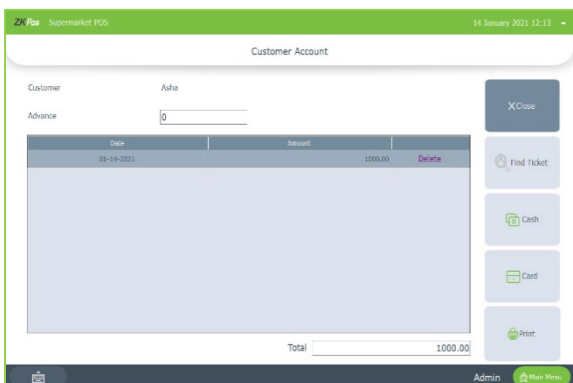 ZKPos Supermarket POS 14 January 2021 12:13
Customer Account
Customer Asha
Advance 0
Close
Date Amount
01-14-2021 1000.00 Delete
Find Ticket
Cash
Card
Print
Total 1000.00
Admin Main Menu